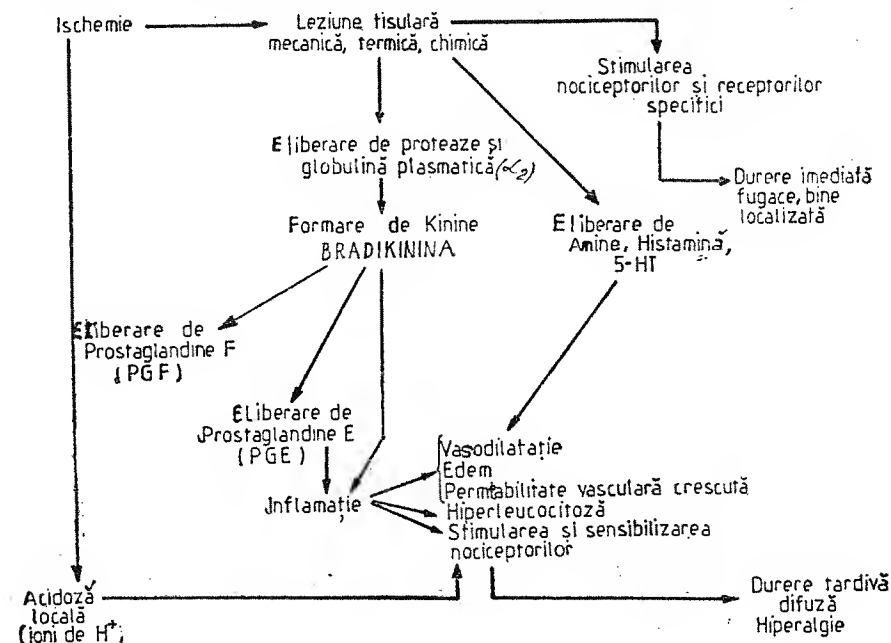 Ischemie
Leziune tisulară
mecanică, termică, chimică
Stimularea
nociceptorilor și receptorilor
specifici
Eliberare de proteaze și
globulină plasmatică (α₂)
Durere imediată
fugace, bine
localizată
Formare de Kinine
BRADIKININA
Eliberare de
Amine, Histamină,
5-HT
Eliberare de
Prostaglandine F
(PGF)
Eliberare de
Prostaglandine E
(PGE)
Vasodilatație
Edem
Permeabilitate vasculară crescută
Inflamație
Hiperleucocitoză
Stimularea și sensibilizarea
nociceptorilor
Acidoză
locală
(ioni de H⁺,
Durere tardivă
difuză
Hiperalgie